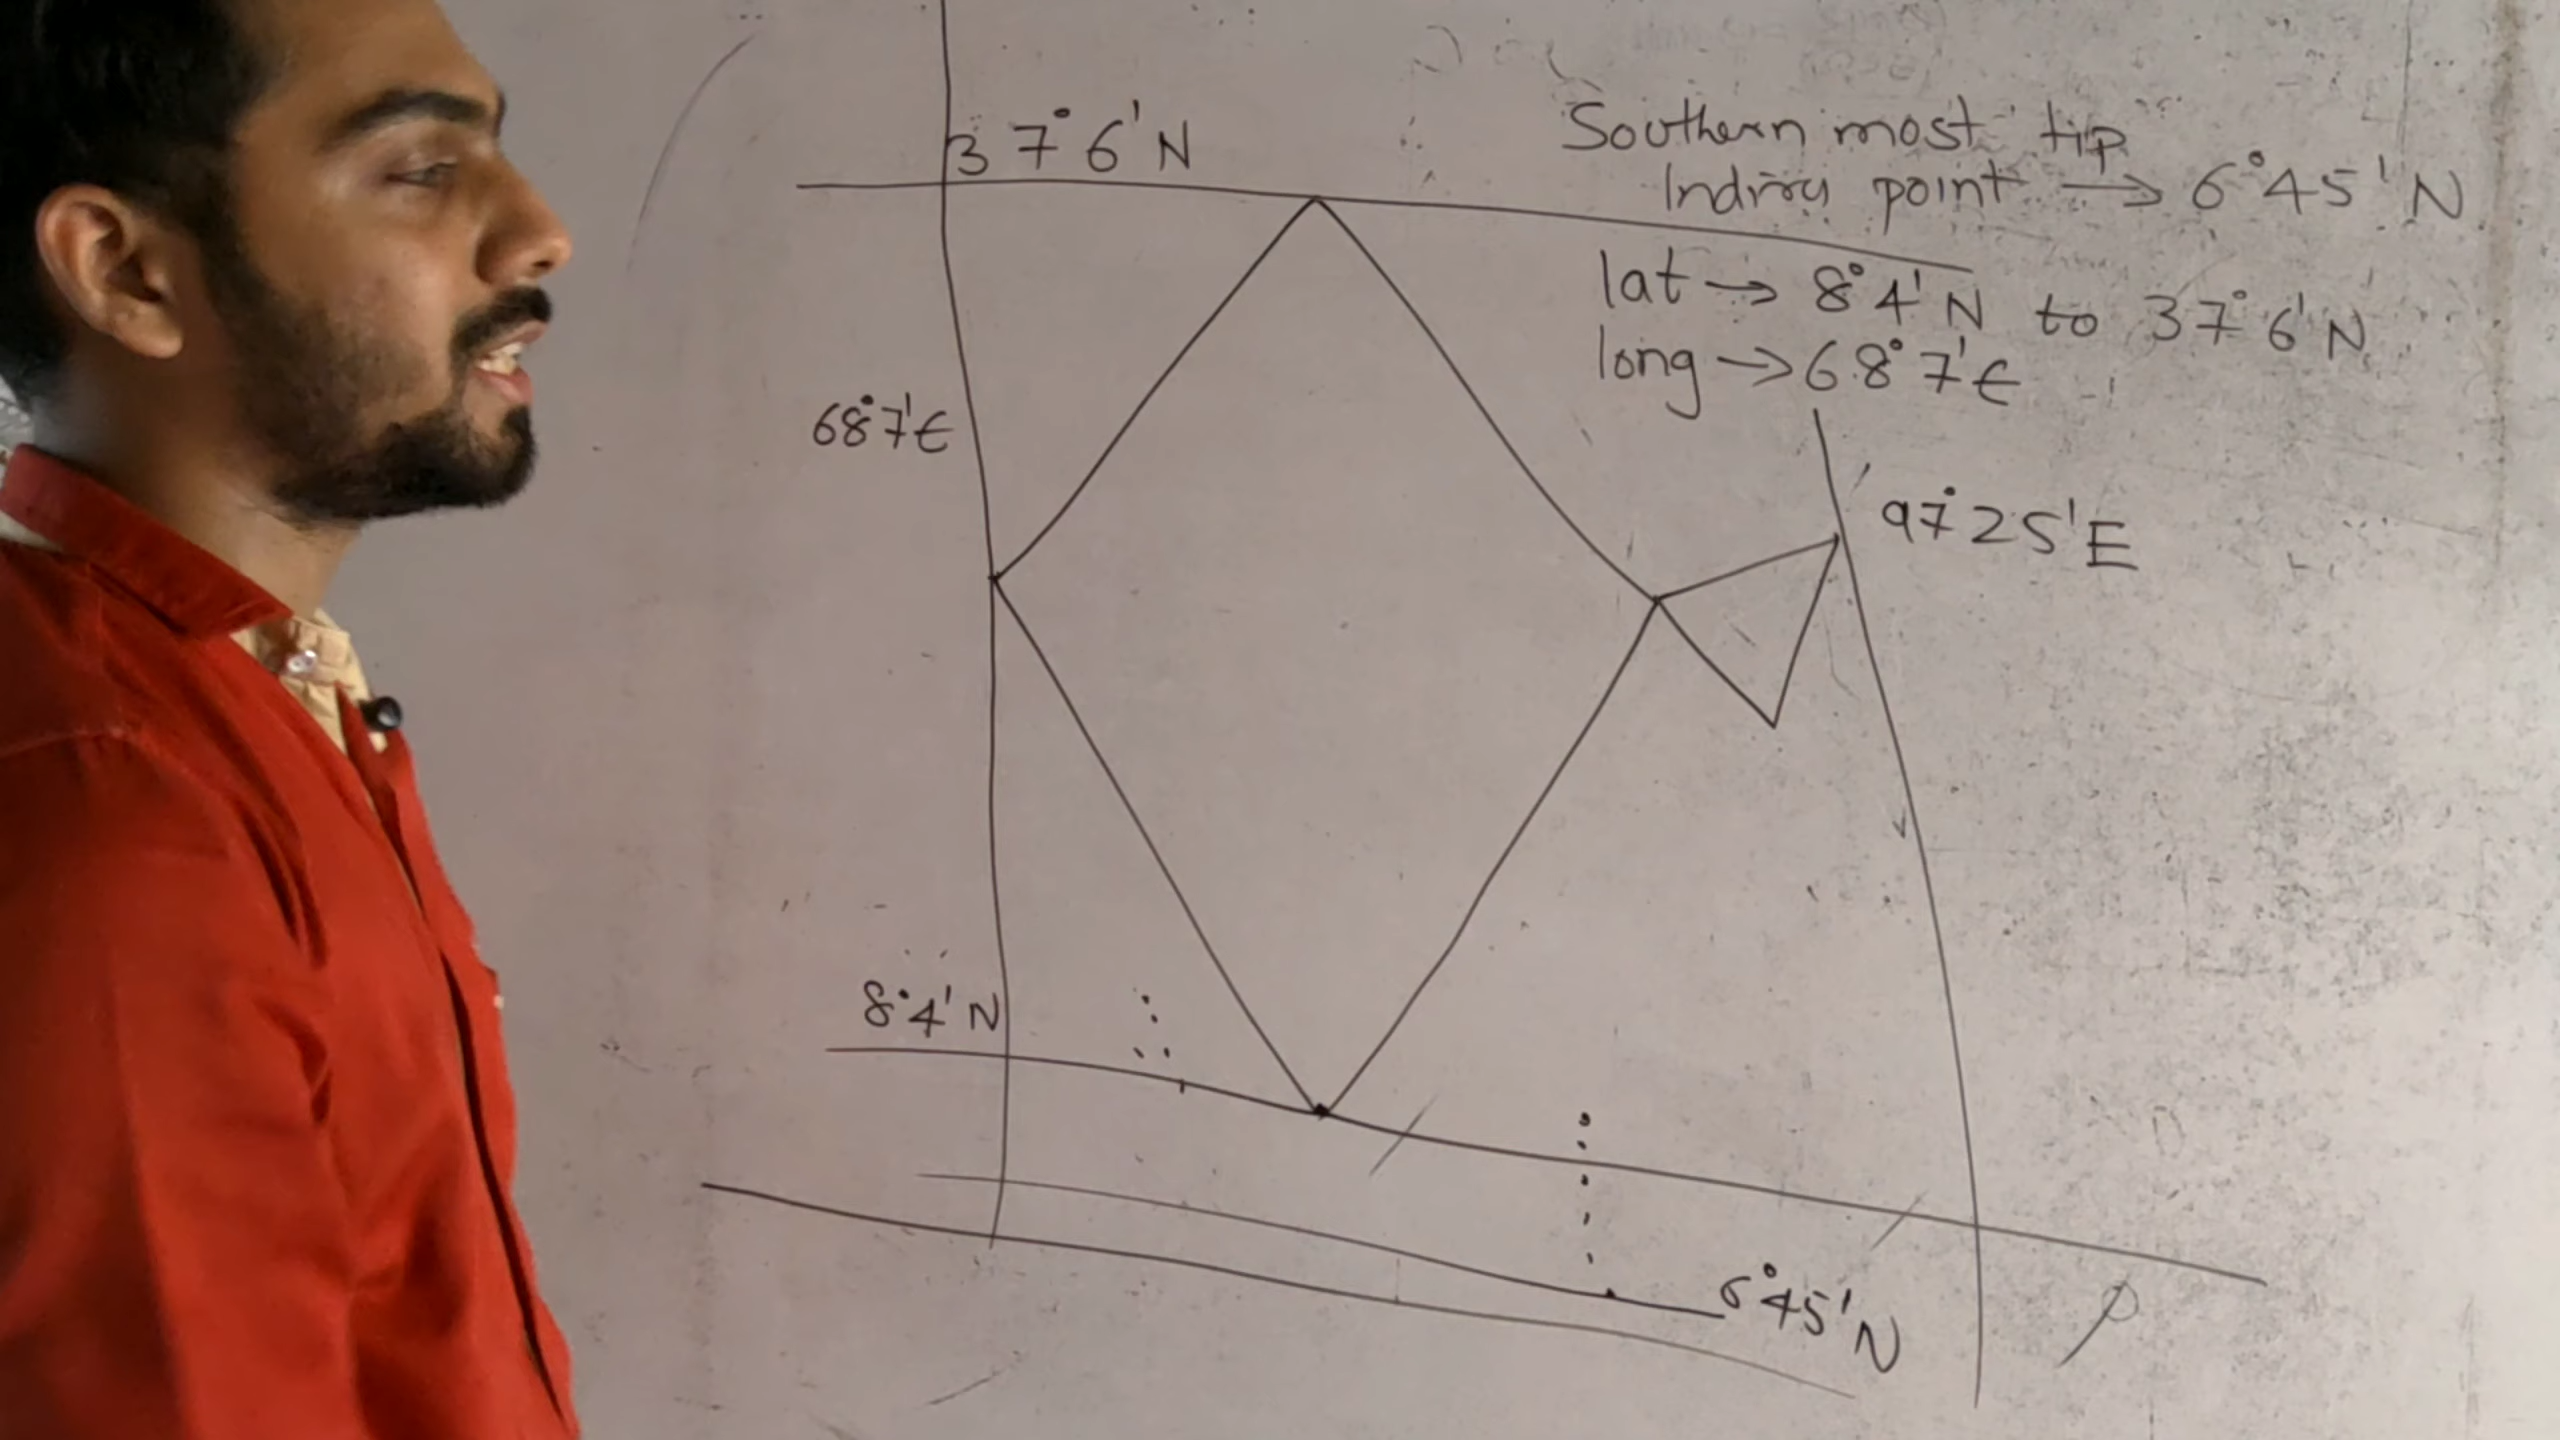 37°6'N
Southern most tip
Indira point → 6°45'N
lat → 8°4'N to 37°6'N
long → 68°7'E
68°7'E
97°25'E
8°4'N
6°45'N